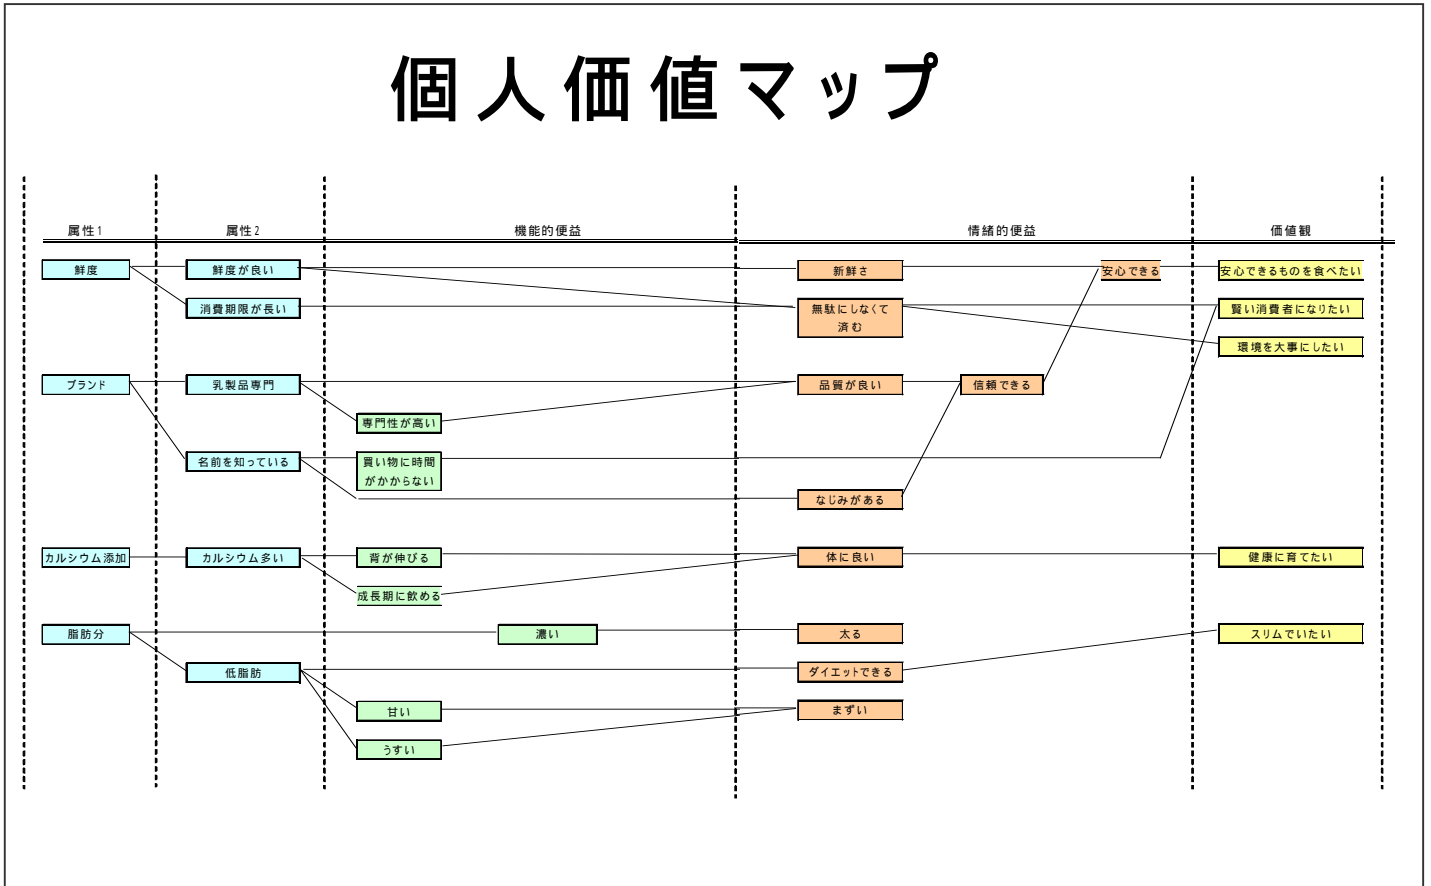 個人価値マップ
属性1 属性2 機能的便益 情緒的便益 価値観
鮮度 鮮度が良い 新鮮さ 安心できる 安心できるものを食べたい
消費期限が長い 無駄にしなくて 賢い消費者になりたい
済む
環境を大事にしたい
ブランド 乳製品専門 品質が良い 信頼できる
専門性が高い
名前を知っている 買い物に時間
がかからない
なじみがある
カルシウム添加 カルシウム多い 背が伸びる 体に良い 健康に育てたい
成長期に飲める
脂肪分 濃い 太る スリムでいたい
低脂肪 ダイエットできる
甘い まずい
うすい